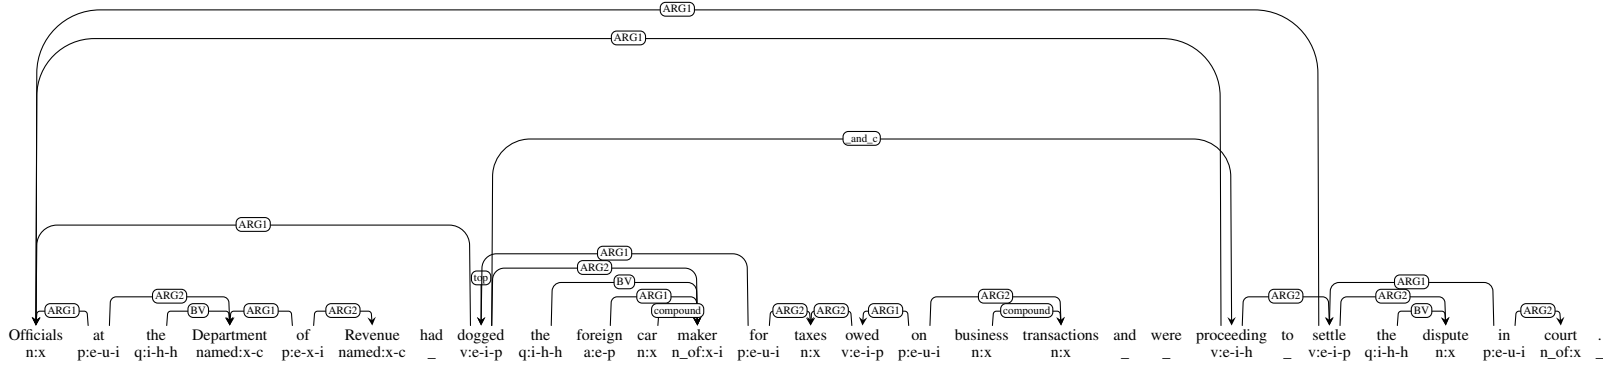 ARG1
ARG1
_and_c
ARG1
ARG1
top ARG2
BV
ARG2 ARG1 ARG2 ARG1
ARG1 BV ARG1 ARG2 compound ARG2 ARG2 ARG1 compound ARG2 ARG2 BV ARG2
Officials at the Department of Revenue had dogged the foreign car maker for taxes owed on business transactions and were proceeding to settle the dispute in court .
n:x p:e-u-i q:i-h-h named:x-c p:e-x-i named:x-c _ v:e-i-p q:i-h-h a:e-p n:x n_of:x-i p:e-u-i n:x v:e-i-p p:e-u-i n:x n:x _ _ v:e-i-h _ v:e-i-p q:i-h-h n:x p:e-u-i n_of:x _